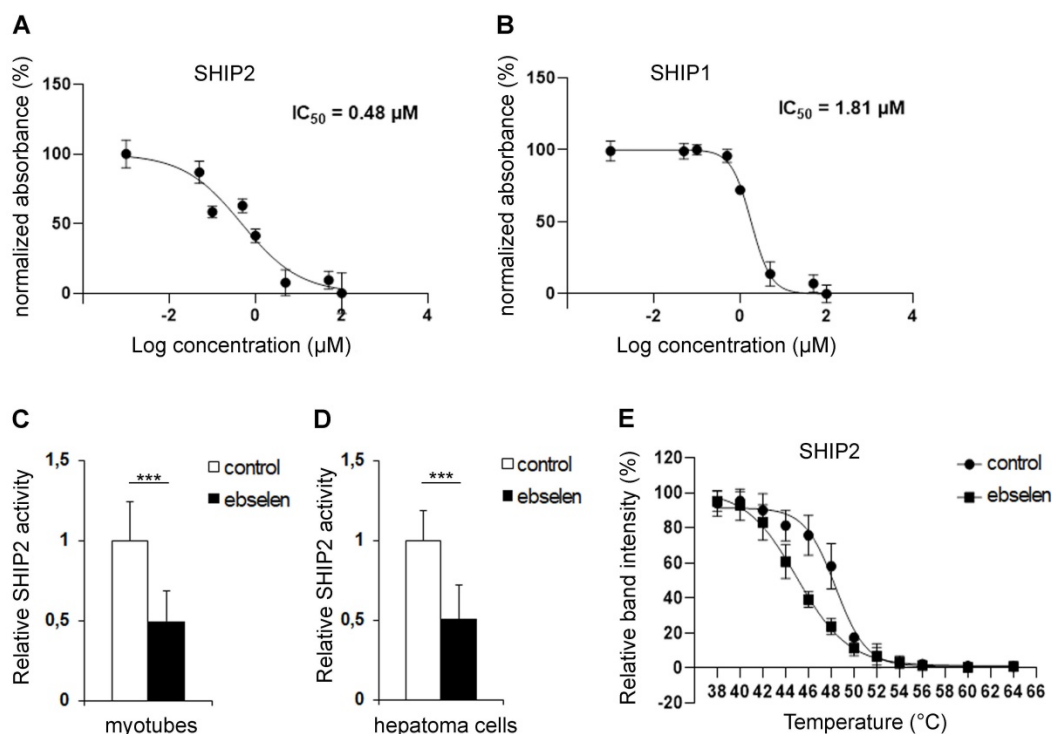 A
SHIP2
IC50 = 0.48 µM
normalized absorbance (%)
150
100
50
0
-2
0
2
4
Log concentration (µM)
B
SHIP1
IC50 = 1.81 µM
normalized absorbance (%)
150
100
50
0
-2
0
2
4
Log concentration (µM)
C
Relative SHIP2 activity
1,5
1
0,5
0
***
control
ebselen
myotubes
D
Relative SHIP2 activity
1,5
1
0,5
0
***
control
ebselen
hepatoma cells
E
SHIP2
control
ebselen
Relative band intensity (%)
120
100
80
60
40
20
0
-20
38 40 42 44 46 48 50 52 54 56 58 60 62 64 66
Temperature (°C)